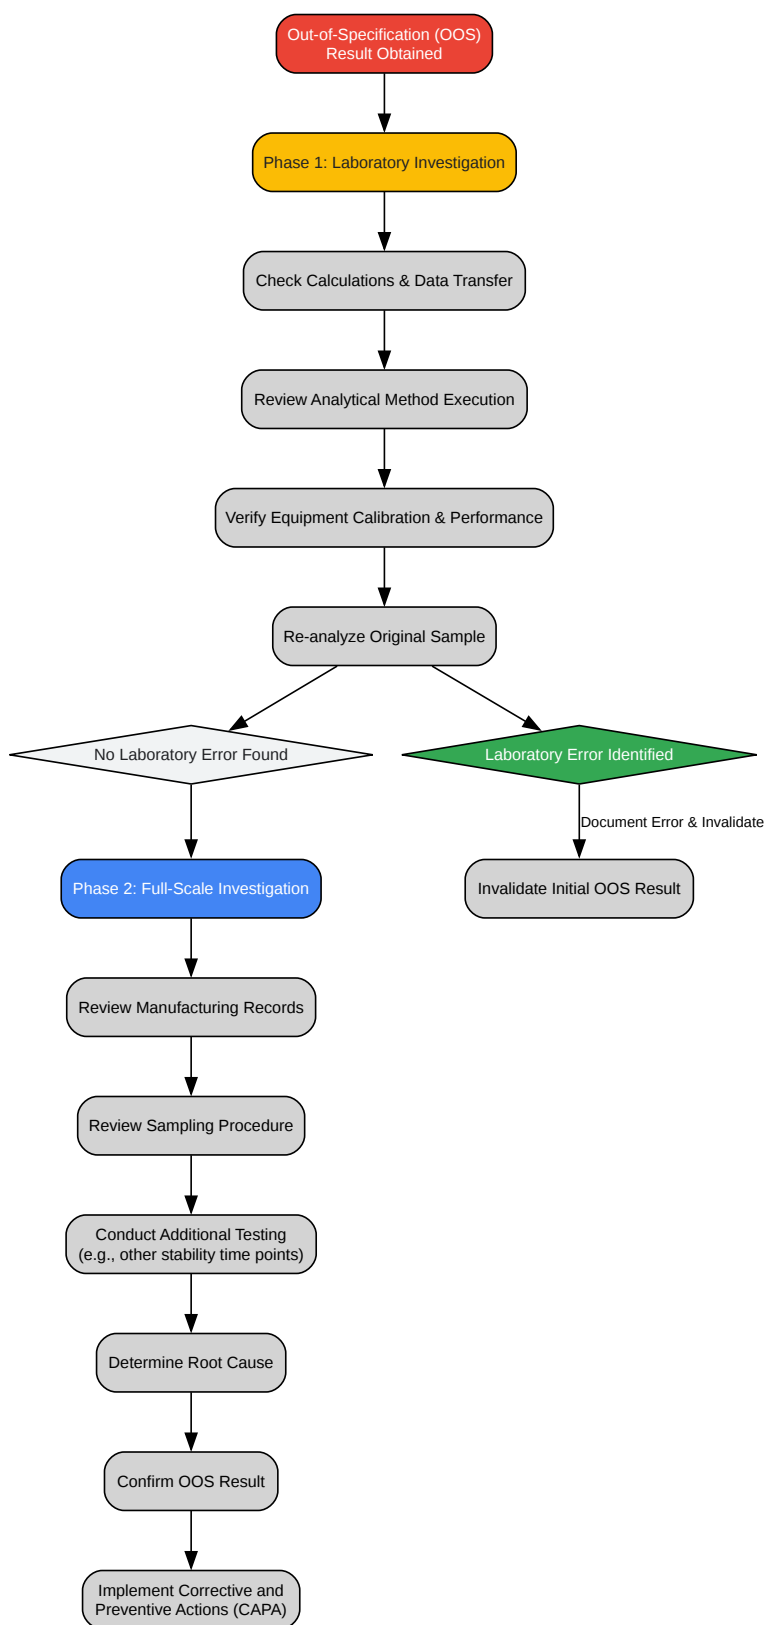 Out-of-Specification (OOS)
Result Obtained
Phase 1: Laboratory Investigation
Check Calculations & Data Transfer
Review Analytical Method Execution
Verify Equipment Calibration & Performance
Re-analyze Original Sample
No Laboratory Error Found
Laboratory Error Identified
Document Error & Invalidate
Phase 2: Full-Scale Investigation
Invalidate Initial OOS Result
Review Manufacturing Records
Review Sampling Procedure
Conduct Additional Testing
(e.g., other stability time points)
Determine Root Cause
Confirm OOS Result
Implement Corrective and
Preventive Actions (CAPA)